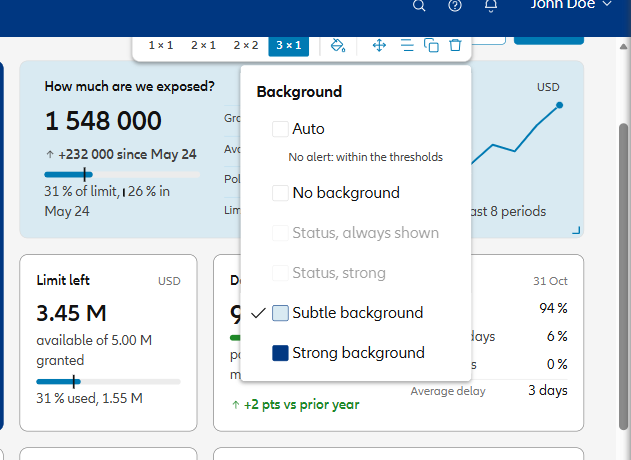 John Doe
1 × 1 2 × 1 2 × 2 3 × 1
How much are we exposed?
USD
1 548 000
↑ +232 000 since May 24
31 % of limit, 26 % in
May 24
Background
Auto
No alert: within the thresholds
No background
Status, always shown
Status, strong
Subtle background
Strong background
ast 8 periods
Limit left USD
3.45 M
available of 5.00 M
granted
31 % used, 1.55 M
31 Oct
94 %
days 6 %
0 %
Average delay 3 days
↑ +2 pts vs prior year